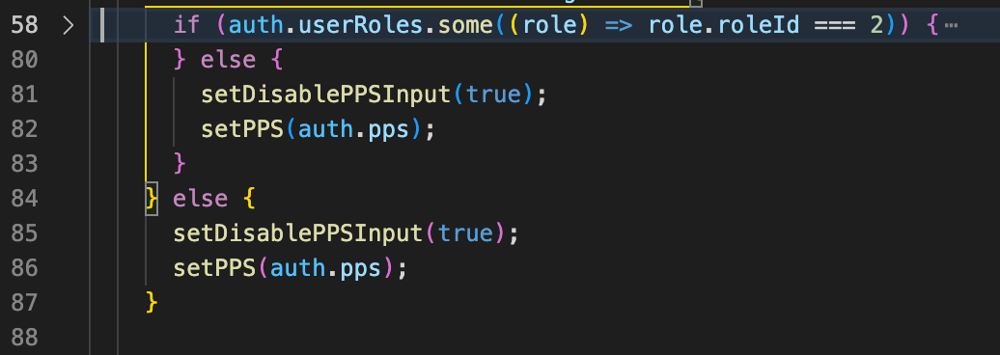 58 > if (auth.userRoles.some((role) => role.roleId === 2)) {⋯
80 } else {
81 setDisablePPSInput(true);
82 setPPS(auth.pps);
83 }
84 } else {
85 setDisablePPSInput(true);
86 setPPS(auth.pps);
87 }
88